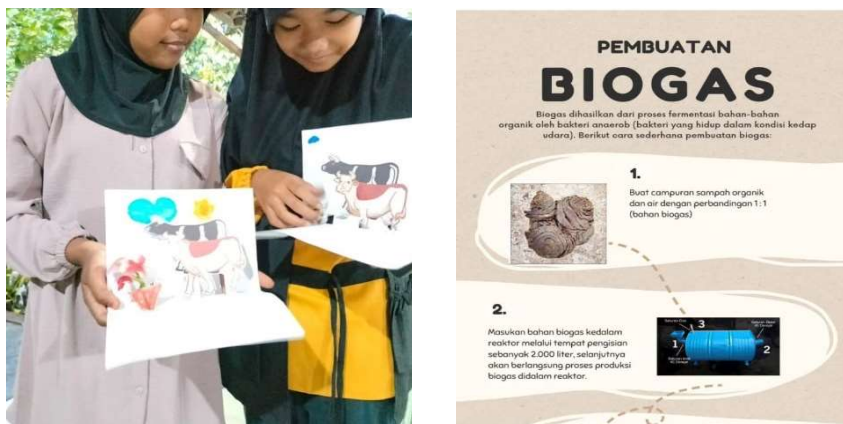 PEMBUATAN
BIOGAS
Biogas dihasilkan dari proses fermentasi bahan-bahan
organik oleh bakteri anaerob (bakteri yang hidup dalam kondisi kedap
udara). Berikut cara sederhana pembuatan biogas:
1.
Buat campuran sampah organik
dan air dengan perbandingan 1:1
(bahan biogas)
2.
Masukan bahan biogas kedalam
reaktor melalui tempat pengisian
sebanyak 2.000 liter, selanjutnya
akan berlangsung proses produksi
biogas didalam reaktor.
3
1
2